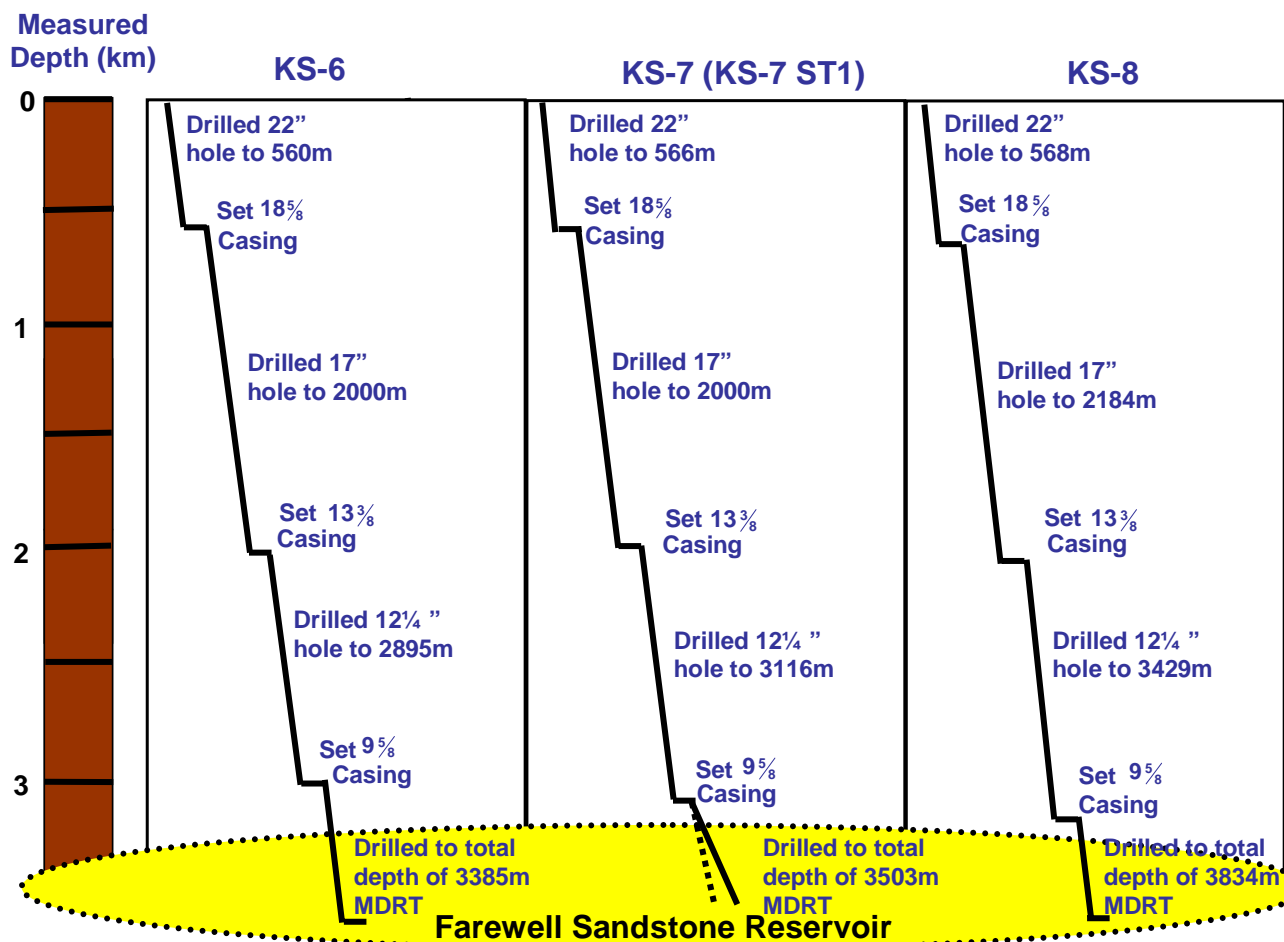 Measured
Depth (km)
KS-6
KS-7 (KS-7 ST1)
KS-8
0
1
2
3
Drilled 22”
hole to 560m
Set 18⅝
Casing
Drilled 17”
hole to 2000m
Set 13⅜
Casing
Drilled 12¼ ”
hole to 2895m
Set 9⅝
Casing
Drilled to total
depth of 3385m
MDRT
Drilled 22”
hole to 566m
Set 18⅝
Casing
Drilled 17”
hole to 2000m
Set 13⅜
Casing
Drilled 12¼ ”
hole to 3116m
Set 9⅝
Casing
Drilled to total
depth of 3503m
MDRT
Drilled 22”
hole to 568m
Set 18⅝
Casing
Drilled 17”
hole to 2184m
Set 13⅜
Casing
Drilled 12¼ ”
hole to 3429m
Set 9⅝
Casing
Drilled to total
depth of 3834m
MDRT
Farewell Sandstone Reservoir